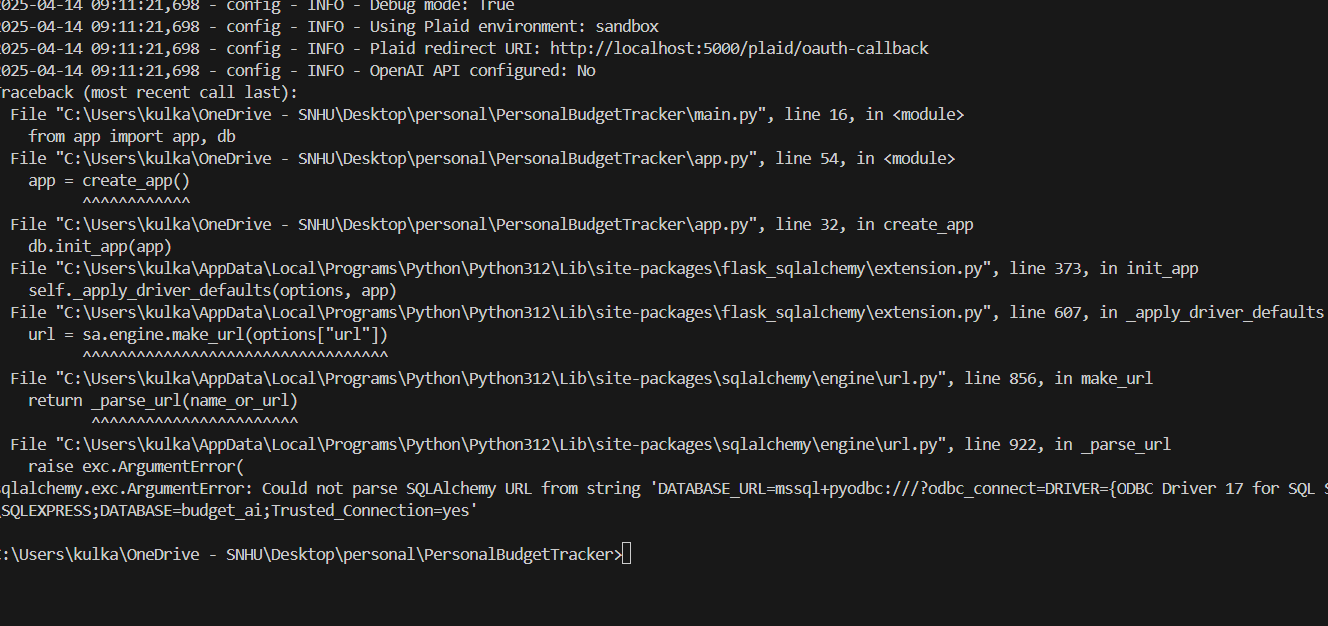 025-04-14 09:11:21,698 - config - INFO - Debug mode: True
025-04-14 09:11:21,698 - config - INFO - Using Plaid environment: sandbox
025-04-14 09:11:21,698 - config - INFO - Plaid redirect URI: http://localhost:5000/plaid/oauth-callback
025-04-14 09:11:21,698 - config - INFO - OpenAI API configured: No
raceback (most recent call last):
  File "C:\Users\kulka\OneDrive - SNHU\Desktop\personal\PersonalBudgetTracker\main.py", line 16, in <module>
    from app import app, db
  File "C:\Users\kulka\OneDrive - SNHU\Desktop\personal\PersonalBudgetTracker\app.py", line 54, in <module>
    app = create_app()
          ^^^^^^^^^^^^
  File "C:\Users\kulka\OneDrive - SNHU\Desktop\personal\PersonalBudgetTracker\app.py", line 32, in create_app
    db.init_app(app)
  File "C:\Users\kulka\AppData\Local\Programs\Python\Python312\Lib\site-packages\flask_sqlalchemy\extension.py", line 373, in init_app
    self._apply_driver_defaults(options, app)
  File "C:\Users\kulka\AppData\Local\Programs\Python\Python312\Lib\site-packages\flask_sqlalchemy\extension.py", line 607, in _apply_driver_defaults
    url = sa.engine.make_url(options["url"])
          ^^^^^^^^^^^^^^^^^^^^^^^^^^^^^^^^^^
  File "C:\Users\kulka\AppData\Local\Programs\Python\Python312\Lib\site-packages\sqlalchemy\engine\url.py", line 856, in make_url
    return _parse_url(name_or_url)
           ^^^^^^^^^^^^^^^^^^^^^^^
  File "C:\Users\kulka\AppData\Local\Programs\Python\Python312\Lib\site-packages\sqlalchemy\engine\url.py", line 922, in _parse_url
    raise exc.ArgumentError(
qlalchemy.exc.ArgumentError: Could not parse SQLAlchemy URL from string 'DATABASE_URL=mssql+pyodbc:///?odbc_connect=DRIVER={ODBC Driver 17 for SQL S
SQLEXPRESS;DATABASE=budget_ai;Trusted_Connection=yes'
:\Users\kulka\OneDrive - SNHU\Desktop\personal\PersonalBudgetTracker>